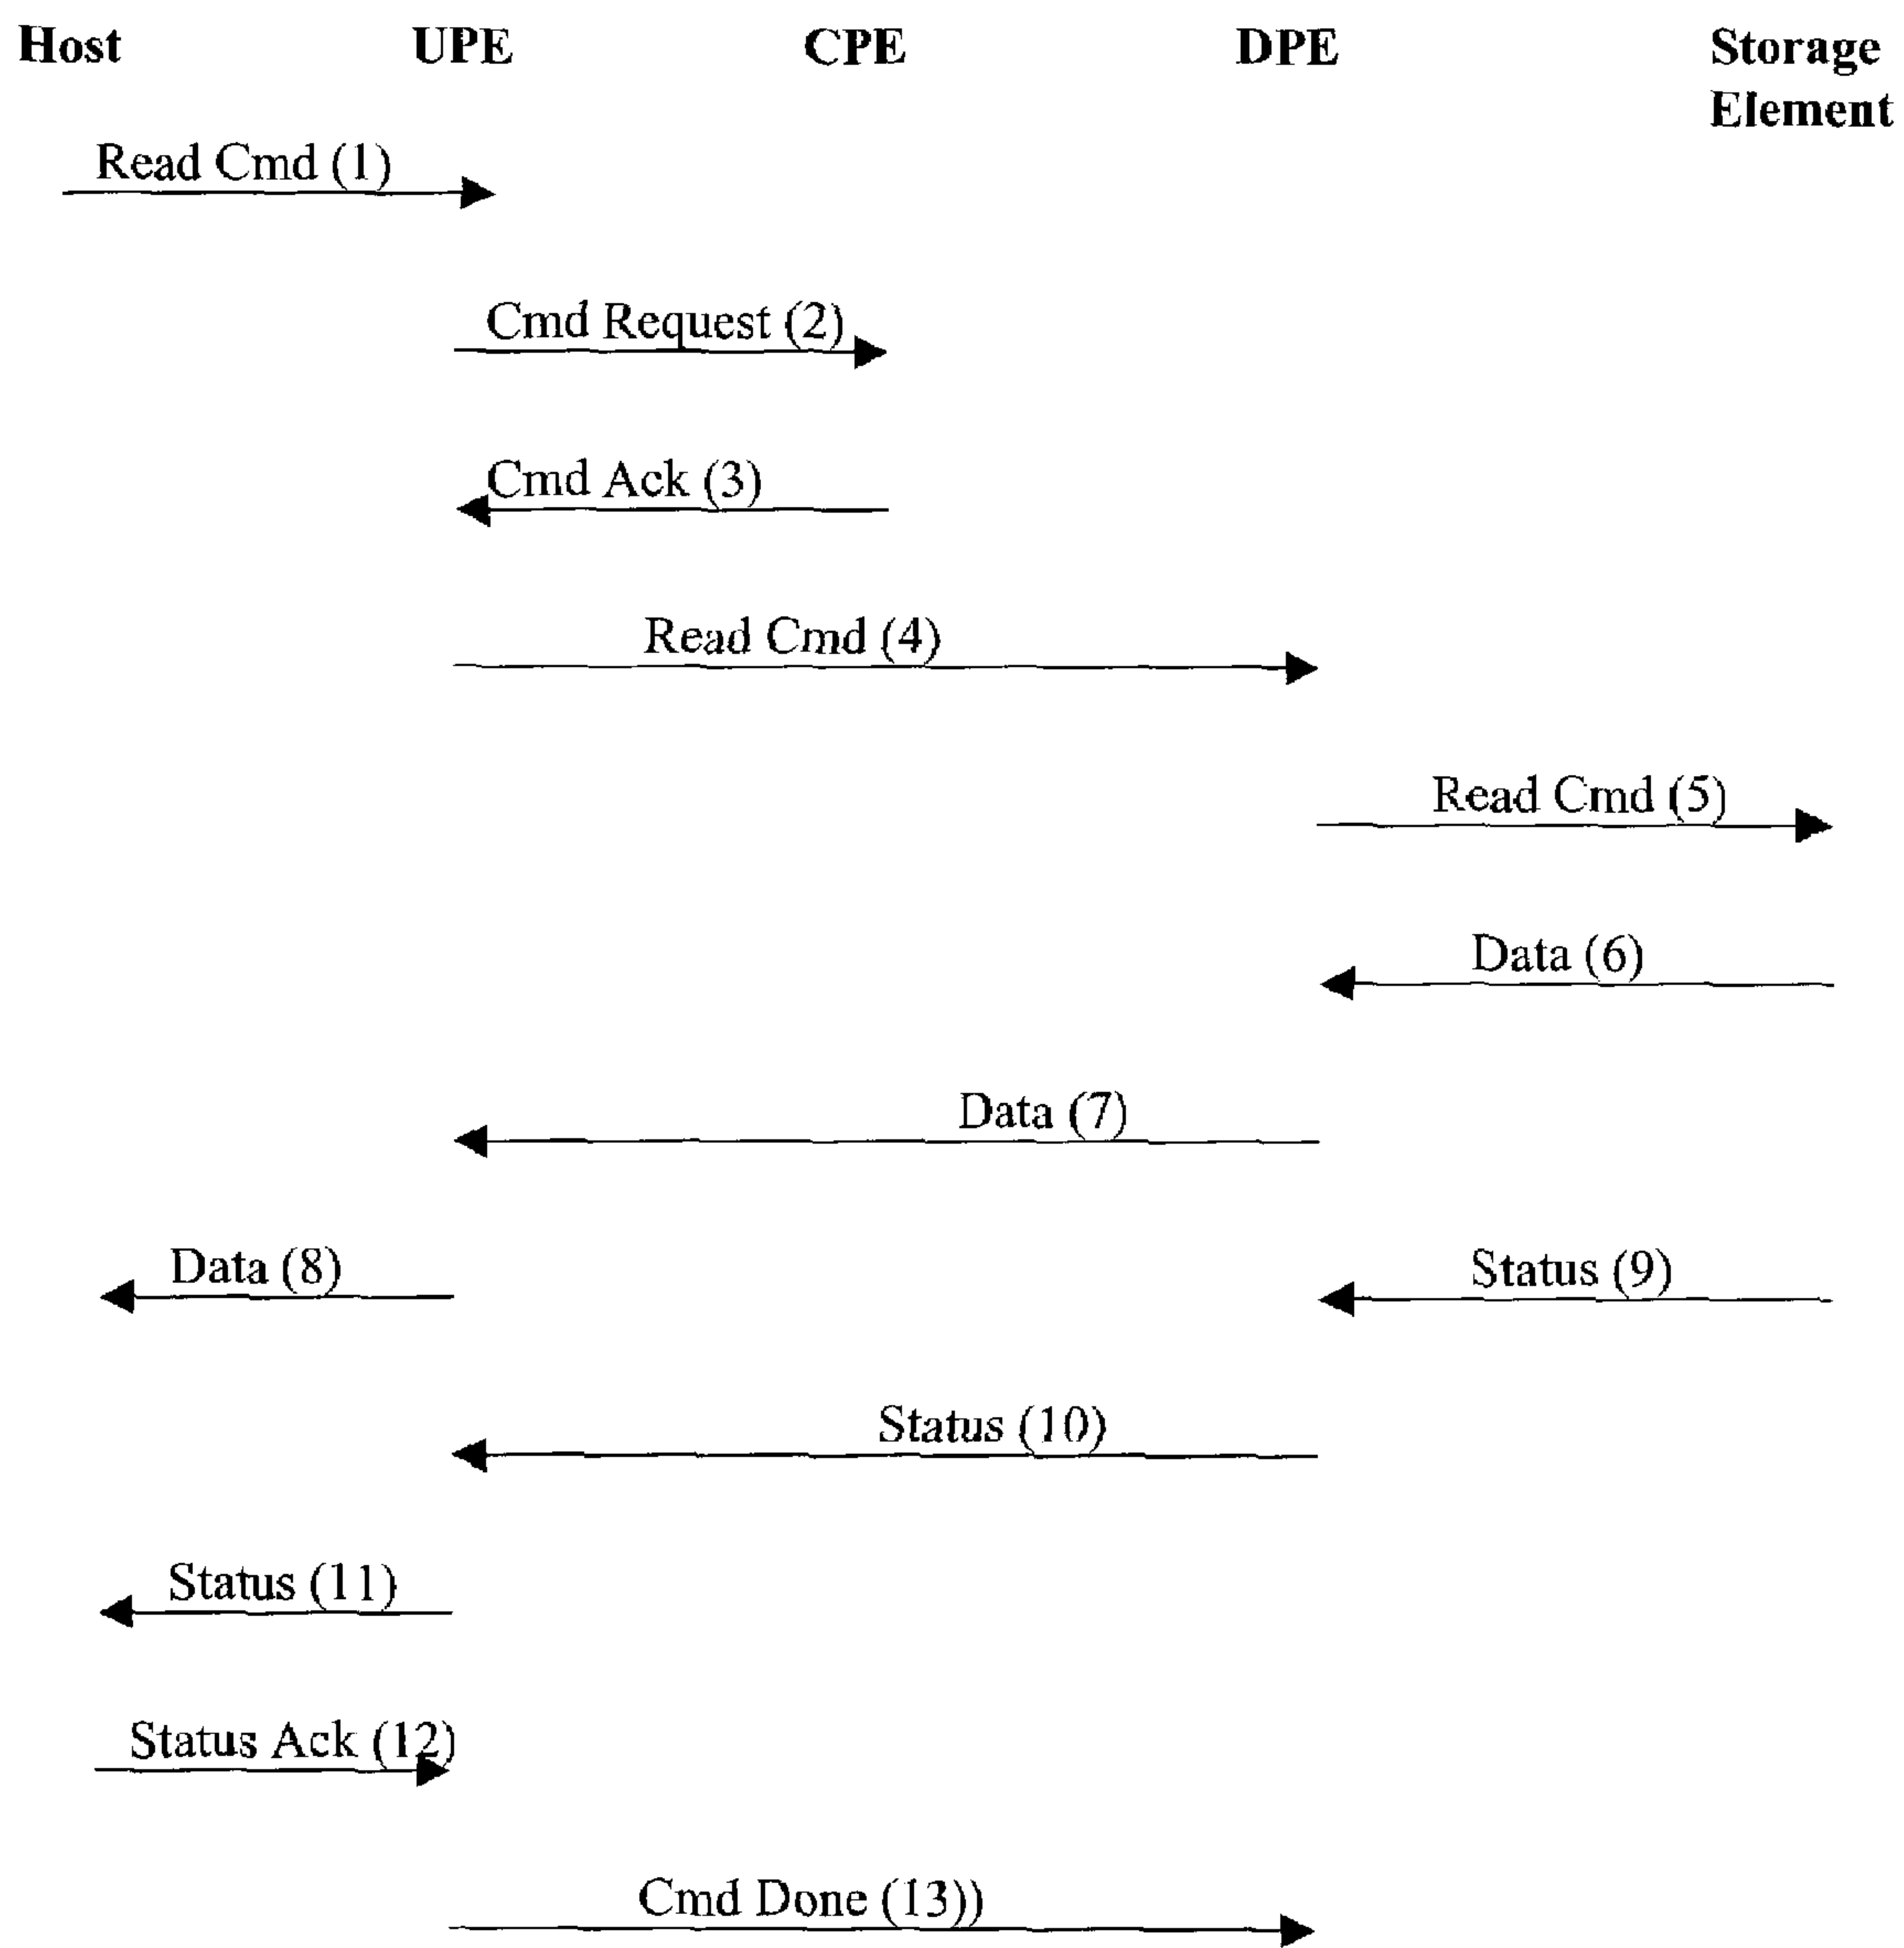 Host UPE CPE DPE Storage
Element
Read Cmd (1)
Cmd Request (2)
Cmd Ack (3)
Read Cmd (4)
Read Cmd (5)
Data (6)
Data (7)
Data (8) Status (9)
Status (10)
Status (11)
Status Ack (12)
Cmd Done (13))